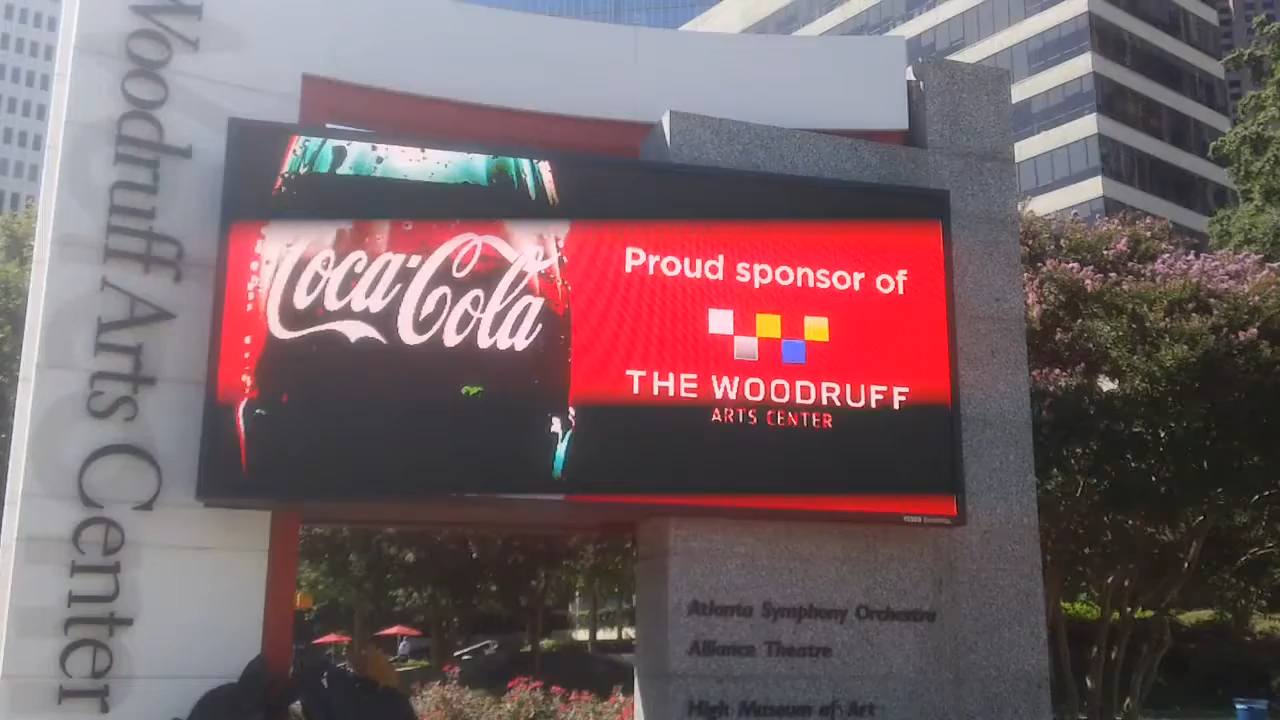 Woodruff Arts Center
Coca-Cola
Proud sponsor of
THE WOODRUFF
ARTS CENTER
Atlanta Symphony Orchestra
Alliance Theatre
High Museum of Art